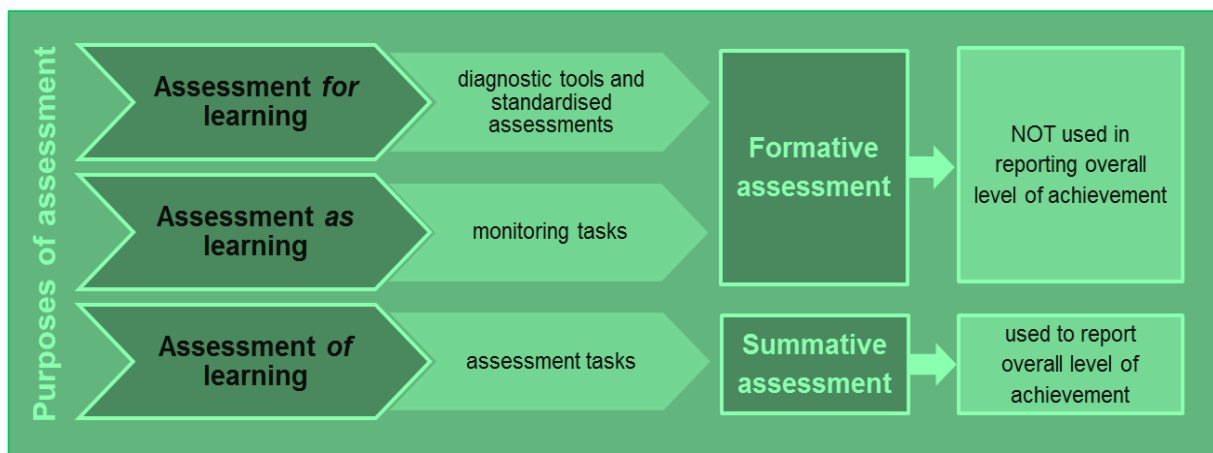 Purposes of assessment
Assessment for
learning
diagnostic tools and
standardised
assessments
Assessment as
learning
monitoring tasks
Formative
assessment
NOT used in
reporting overall
level of achievement
Assessment of
learning
assessment tasks
Summative
assessment
used to report
overall level of
achievement